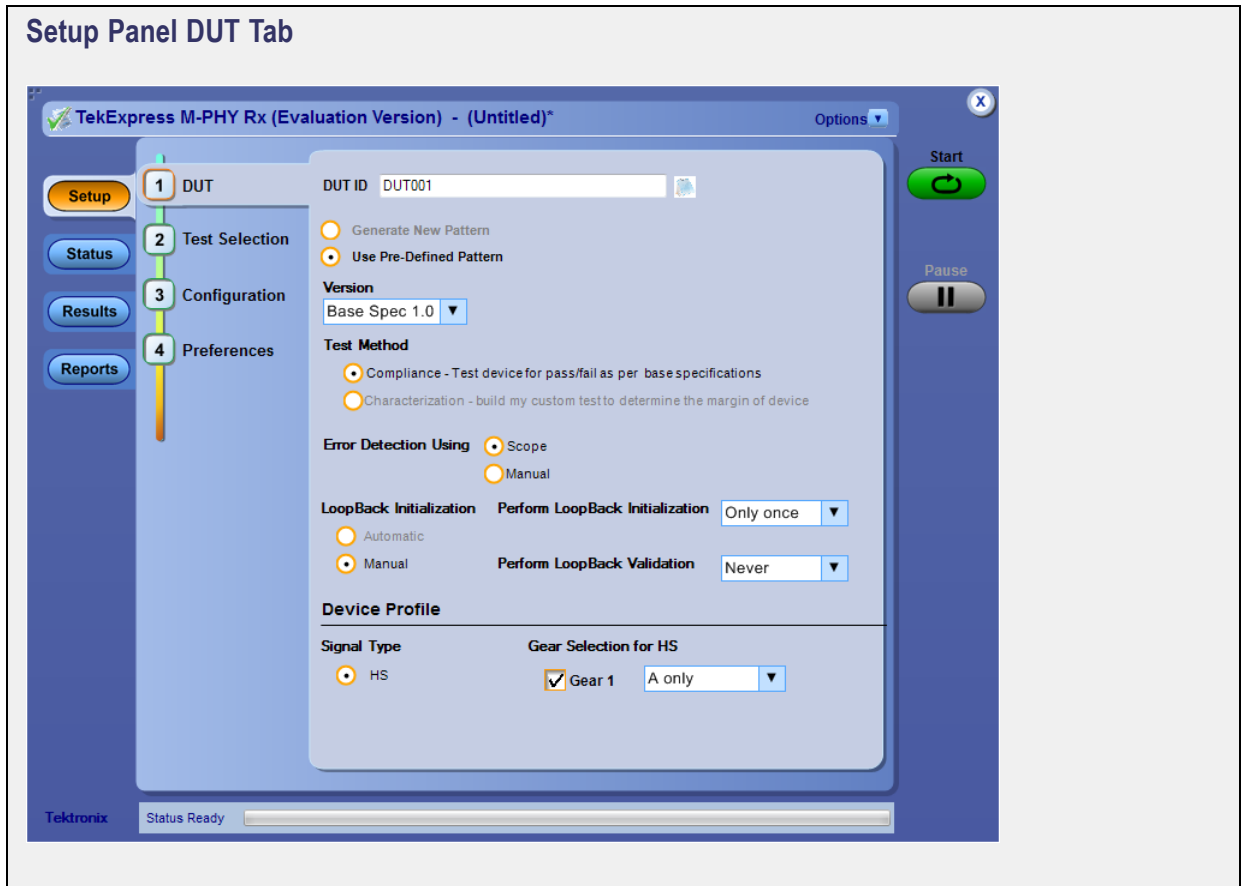 Setup Panel DUT Tab
TekExpress M-PHY Rx (Evaluation Version) - (Untitled)*
Options
X
Start
Pause
Setup
Status
Results
Reports
1 DUT
2 Test Selection
3 Configuration
4 Preferences
DUT ID DUT001
Generate New Pattern
Use Pre-Defined Pattern
Version
Base Spec 1.0
Test Method
Compliance - Test device for pass/fail as per base specifications
Characterization - build my custom test to determine the margin of device
Error Detection Using Scope
Manual
LoopBack Initialization Perform LoopBack Initialization Only once
Automatic
Manual Perform LoopBack Validation Never
Device Profile
Signal Type Gear Selection for HS
HS Gear 1 A only
Tektronix Status Ready